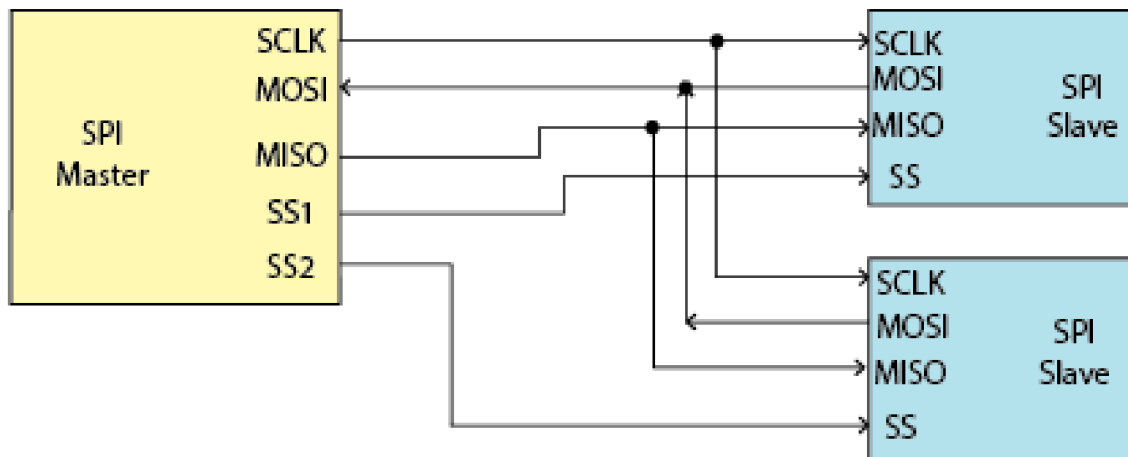 SPI
Master
SCLK
MOSI
MISO
SS1
SS2
SCLK
MOSI
MISO
SS
SPI
Slave
SCLK
MOSI
MISO
SS
SPI
Slave